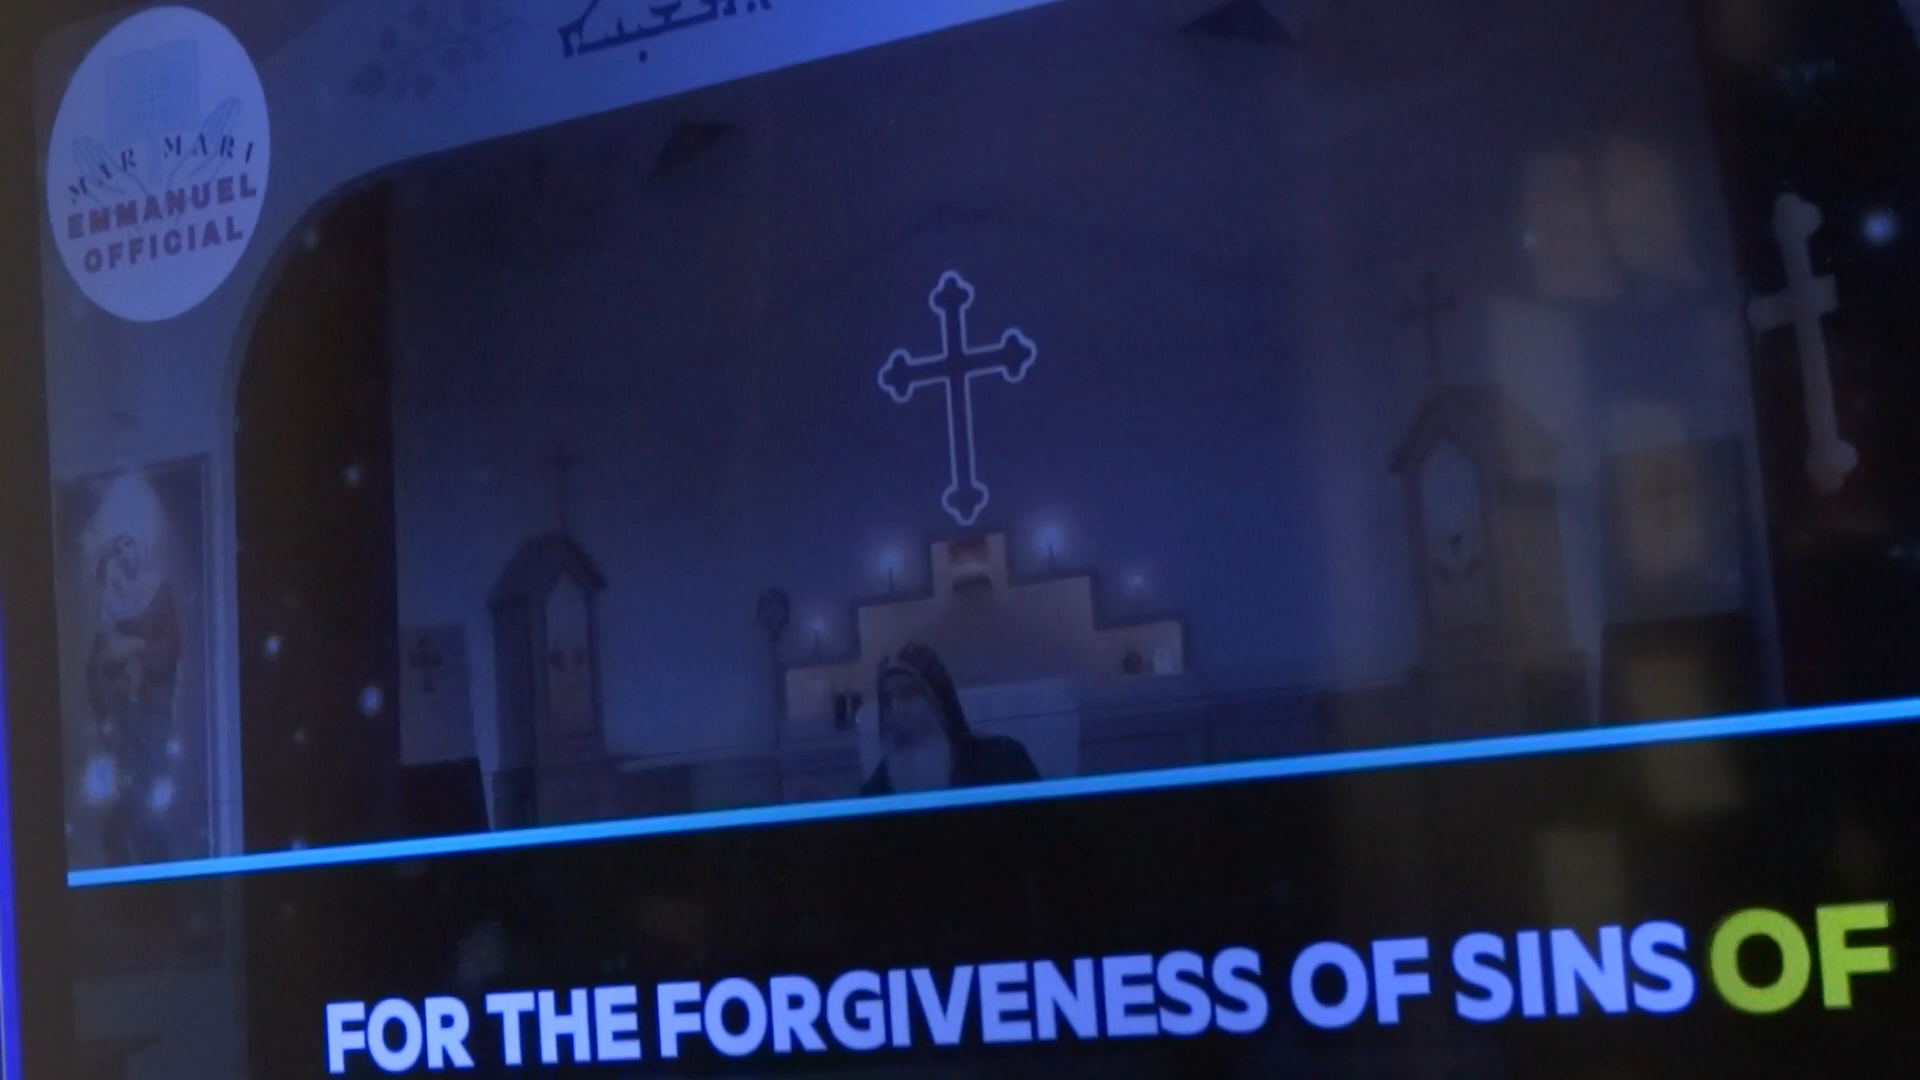 MAR MARI
EMMANUEL
OFFICIAL
FOR THE FORGIVENESS OF SINS OF